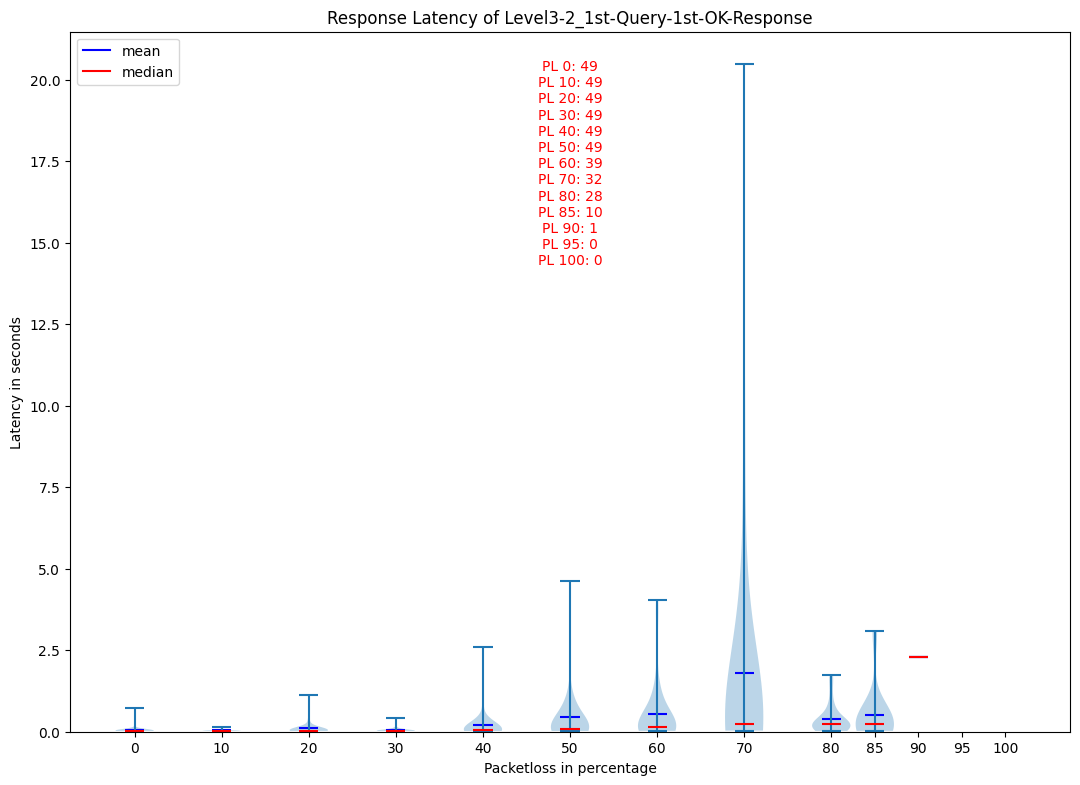 Response Latency of Level3-2_1st-Query-1st-OK-Response
mean
median
PL 0: 49
PL 10: 49
PL 20: 49
PL 30: 49
PL 40: 49
PL 50: 49
PL 60: 39
PL 70: 32
PL 80: 28
PL 85: 10
PL 90: 1
PL 95: 0
PL 100: 0
20.0
17.5
15.0
12.5
10.0
7.5
5.0
2.5
0.0
Latency in seconds
0 10 20 30 40 50 60 70 80 85 90 95 100
Packetloss in percentage